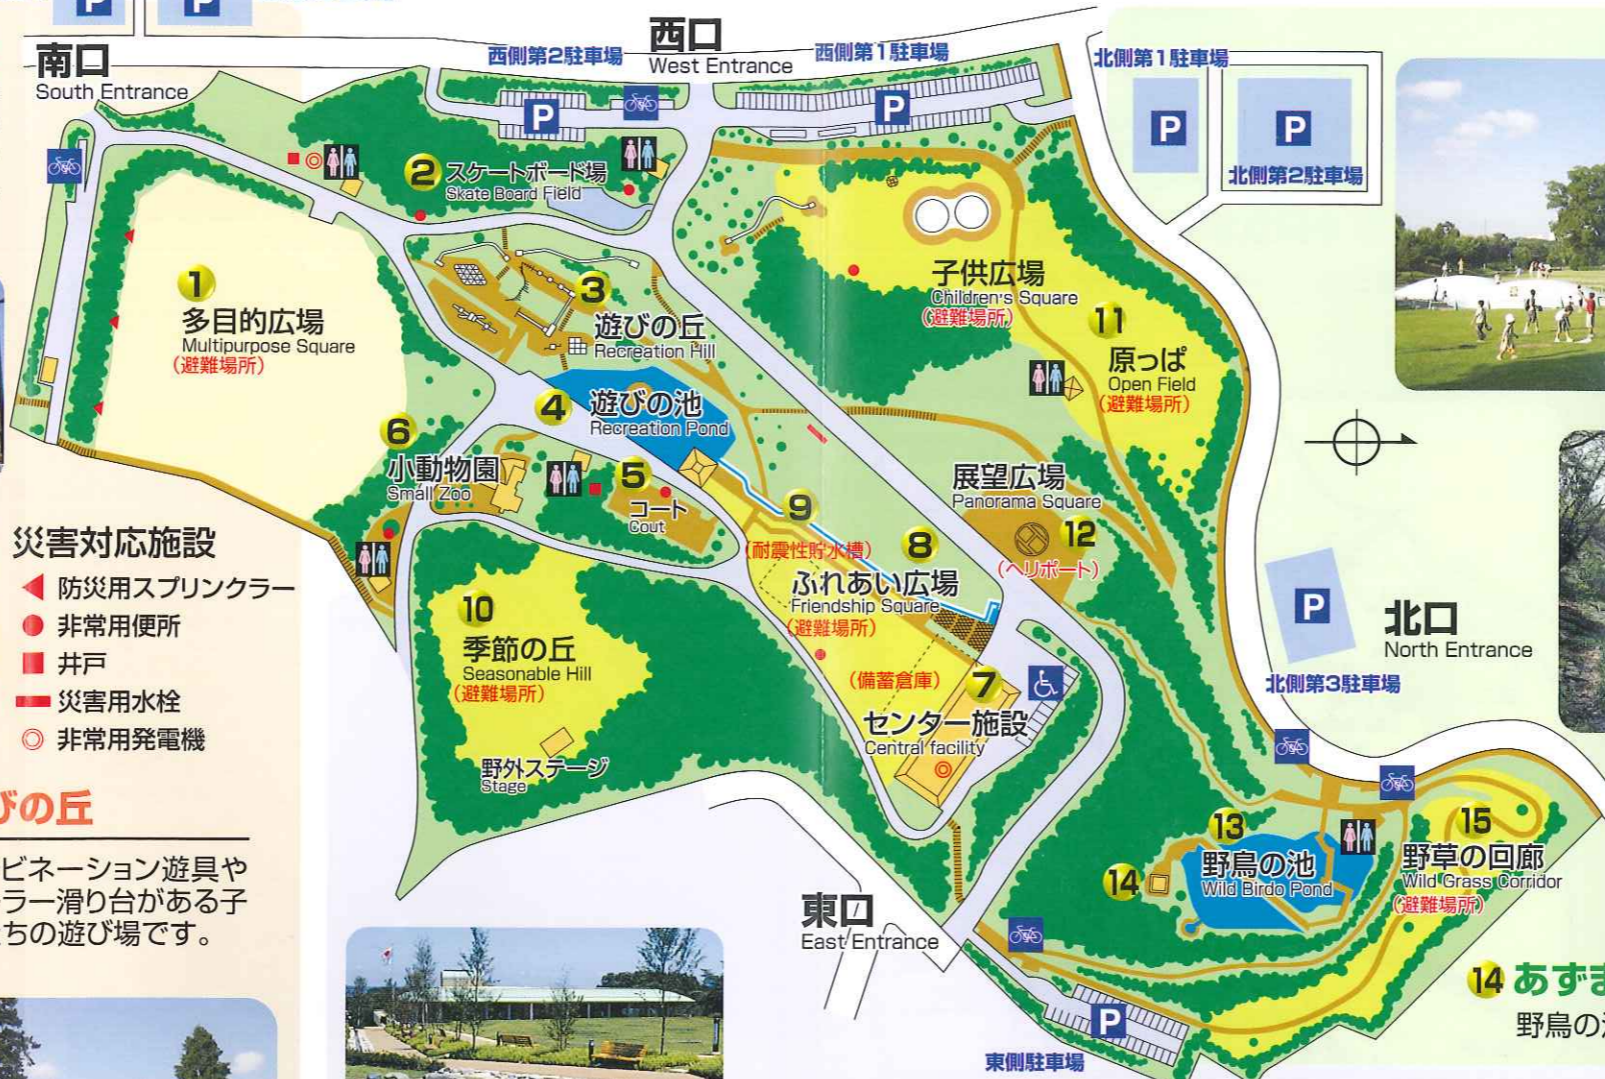 P
P
南口
South Entrance
西側第2駐車場
西口
West Entrance
西側第1駐車場
北側第1駐車場
P
P
P
P
北側第2駐車場
2
スケートボード場
Skate Board Field
1
多目的広場
Multipurpose Square
(避難場所)
3
遊びの丘
Recreation Hill
子供広場
Children's Square
(避難場所)
11
原っぱ
Open Field
(避難場所)
4
遊びの池
Recreation Pond
6
小動物園
Small Zoo
5
コート
Cout
9
(耐震性貯水槽)
8
ふれあい広場
Friendship Square
(避難場所)
展望広場
Panorama Square
12
(ヘリポート)
10
季節の丘
Seasonable Hill
(避難場所)
野外ステージ
Stage
(備蓄倉庫)
7
センター施設
Central facility
P
北口
North Entrance
北側第3駐車場
13
野鳥の池
Wild Birdo Pond
14
15
野草の回廊
Wild Grass Corridor
(避難場所)
東口
East Entrance
P
東側駐車場
災害対応施設
防災用スプリンクラー
非常用便所
井戸
災害用水栓
非常用発電機
びの丘
ビネーション遊具や
ラー滑り台がある子
ちの遊び場です。
14 あずま
野鳥の池